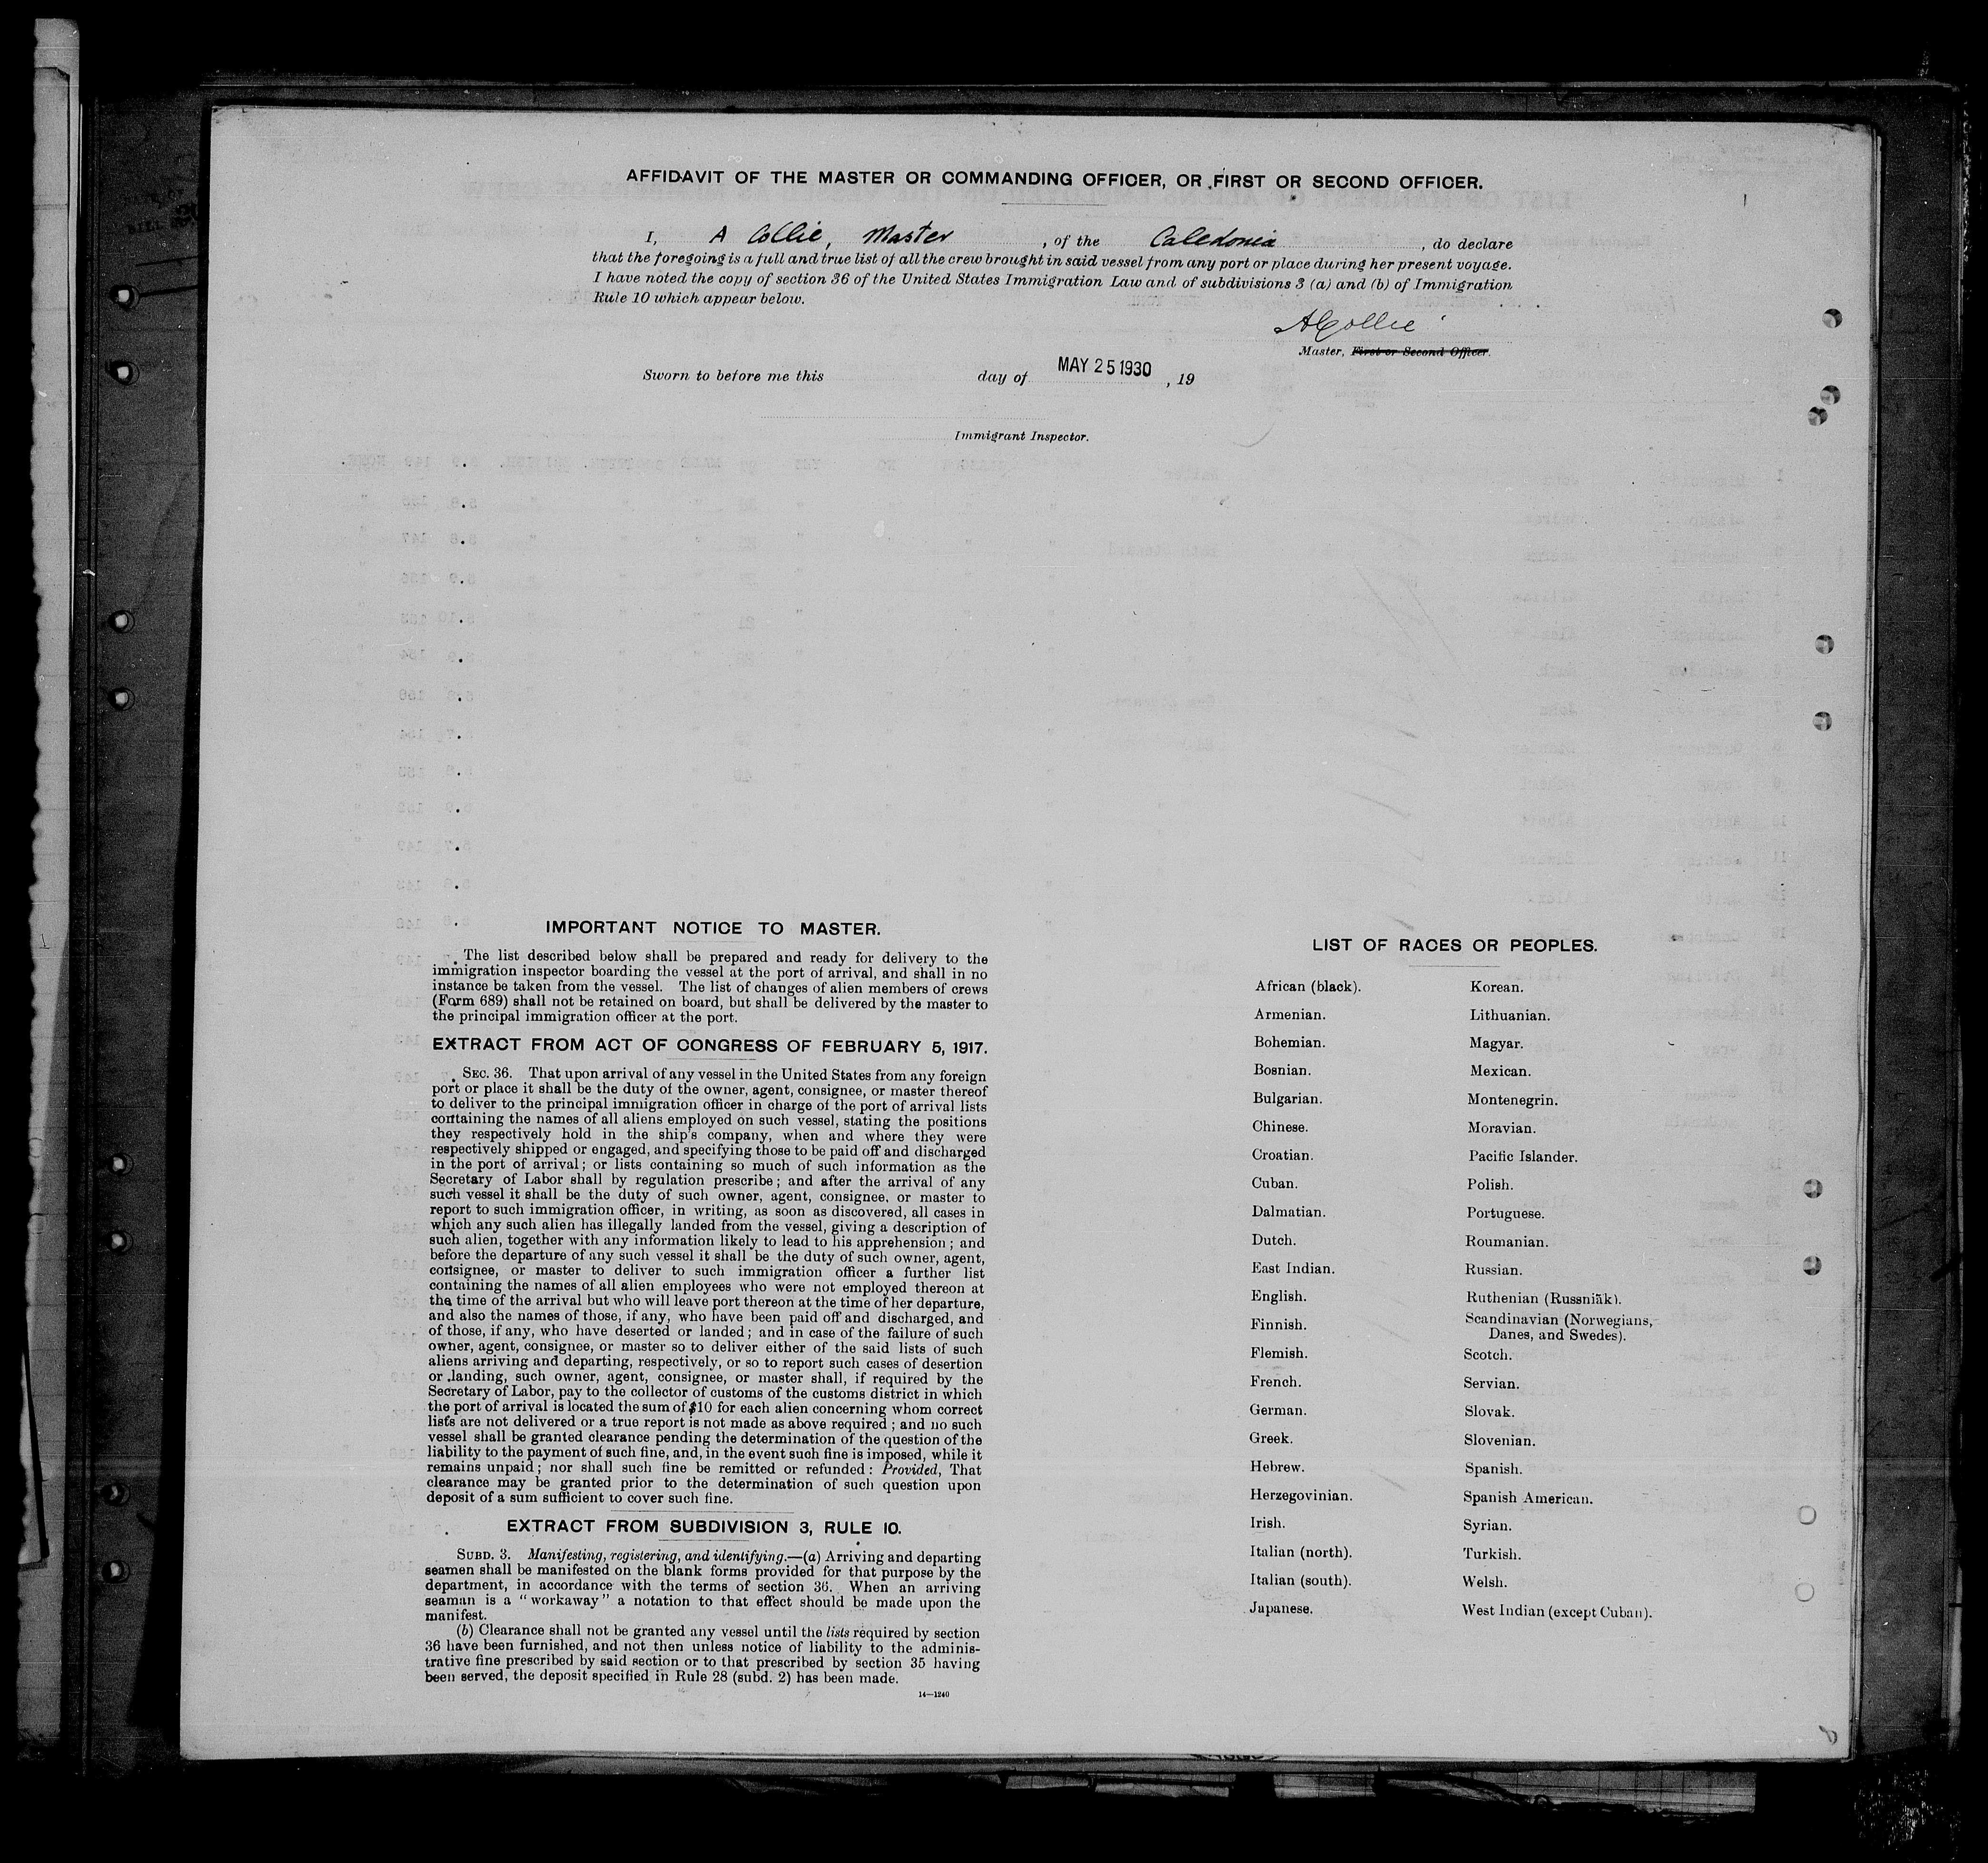 AFFIDAVIT OF THE MASTER OR COMMANDING OFFICER, OR FIRST OR SECOND OFFICER.
I, A Collie, Master, of the Caledonia, do declare
that the foregoing is a full and true list of all the crew brought in said vessel from any port or place during her present voyage.
I have noted the copy of section 36 of the United States Immigration Law and of subdivisions 3 (a) and (b) of Immigration
Rule 10 which appear below.
A Collie
Master, First or Second Officer.
Sworn to before me this day of MAY 25 1930, 19
Immigrant Inspector.
IMPORTANT NOTICE TO MASTER.
The list described below shall be prepared and ready for delivery to the
immigration inspector boarding the vessel at the port of arrival, and shall in no
instance be taken from the vessel. The list of changes of alien members of crews
(Form 689) shall not be retained on board, but shall be delivered by the master to
the principal immigration officer at the port.
EXTRACT FROM ACT OF CONGRESS OF FEBRUARY 5, 1917.
SEC. 36. That upon arrival of any vessel in the United States from any foreign
port or place it shall be the duty of the owner, agent, consignee, or master thereof
to deliver to the principal immigration officer in charge of the port of arrival lists
containing the names of all aliens employed on such vessel, stating the positions
they respectively hold in the ship's company, when and where they were
respectively shipped or engaged, and specifying those to be paid off and discharged
in the port of arrival; or lists containing so much of such information as the
Secretary of Labor shall by regulation prescribe; and after the arrival of any
such vessel it shall be the duty of such owner, agent, consignee, or master to
report to such immigration officer, in writing, as soon as discovered, all cases in
which any such alien has illegally landed from the vessel, giving a description of
such alien, together with any information likely to lead to his apprehension; and
before the departure of any such vessel it shall be the duty of such owner, agent,
consignee, or master to deliver to such immigration officer a further list
containing the names of all alien employees who were not employed thereon at
the time of the arrival but who will leave port thereon at the time of her departure,
and also the names of those, if any, who have been paid off and discharged, and
of those, if any, who have deserted or landed; and in case of the failure of such
owner, agent, consignee, or master so to deliver either of the said lists of such
aliens arriving and departing, respectively, or so to report such cases of desertion
or landing, such owner, agent, consignee, or master shall, if required by the
Secretary of Labor, pay to the collector of customs of the customs district in which
the port of arrival is located the sum of $10 for each alien concerning whom correct
lists are not delivered or a true report is not made as above required; and no such
vessel shall be granted clearance pending the determination of the question of the
liability to the payment of such fine, and, in the event such fine is imposed, while it
remains unpaid; nor shall such fine be remitted or refunded: Provided, That
clearance may be granted prior to the determination of such question upon
deposit of a sum sufficient to cover such fine.
EXTRACT FROM SUBDIVISION 3, RULE 10.
SUBD. 3. Manifesting, registering, and identifying.—(a) Arriving and departing
seamen shall be manifested on the blank forms provided for that purpose by the
department, in accordance with the terms of section 36. When an arriving
seaman is a "workaway" a notation to that effect should be made upon the
manifest.
(b) Clearance shall not be granted any vessel until the lists required by section
36 have been furnished, and not then unless notice of liability to the adminis-
trative fine prescribed by said section or to that prescribed by section 35 having
been served, the deposit specified in Rule 28 (subd. 2) has been made.
14—1240
LIST OF RACES OR PEOPLES.
African (black).
Armenian.
Bohemian.
Bosnian.
Bulgarian.
Chinese.
Croatian.
Cuban.
Dalmatian.
Dutch.
East Indian.
English.
Finnish.
Flemish.
French.
German.
Greek.
Hebrew.
Herzegovinian.
Irish.
Italian (north).
Italian (south).
Japanese.
Korean.
Lithuanian.
Magyar.
Mexican.
Montenegrin.
Moravian.
Pacific Islander.
Polish.
Portuguese.
Roumanian.
Russian.
Ruthenian (Russniak).
Scandinavian (Norwegians,
Danes, and Swedes).
Scotch.
Servian.
Slovak.
Slovenian.
Spanish.
Spanish American.
Syrian.
Turkish.
Welsh.
West Indian (except Cuban).